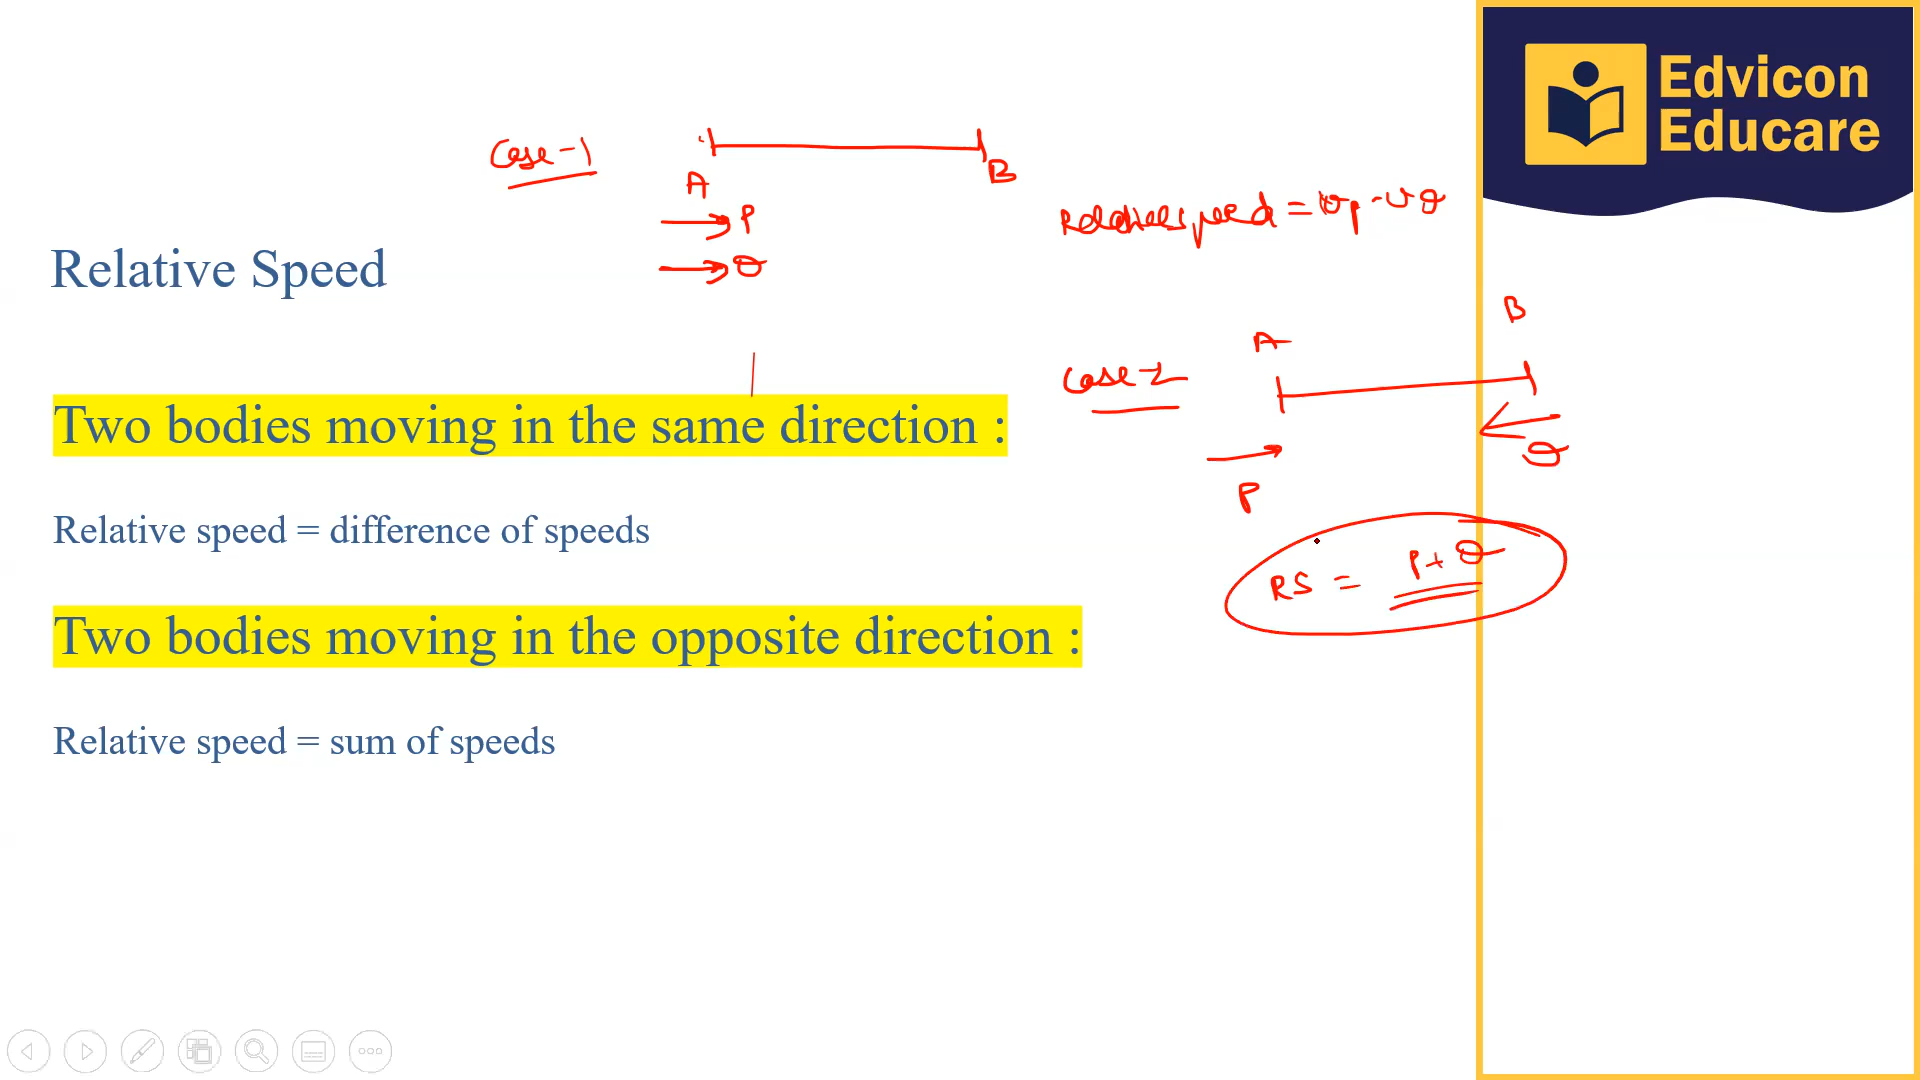 Edvicon
Educare
Case-1
A
B
P
Q
Relative speed = vp - vQ
Relative Speed
Case-2
A
B
P
Q
RS = P+Q
Two bodies moving in the same direction :
Relative speed = difference of speeds
Two bodies moving in the opposite direction :
Relative speed = sum of speeds